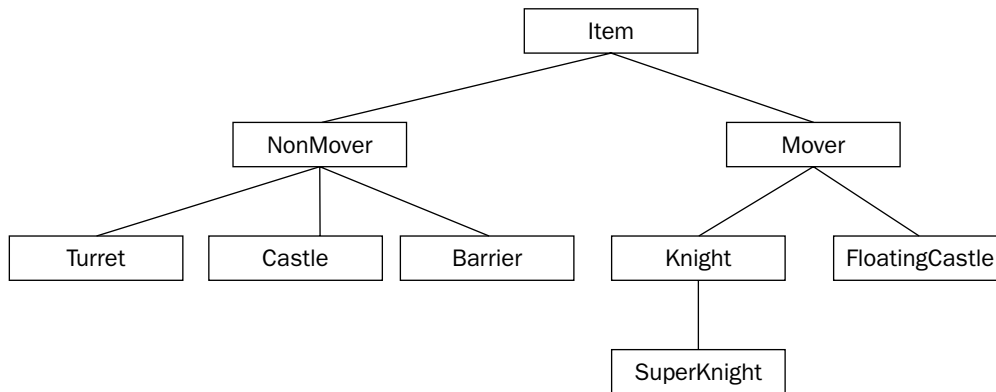 Item
NonMover
Mover
Turret
Castle
Barrier
Knight
FloatingCastle
SuperKnight